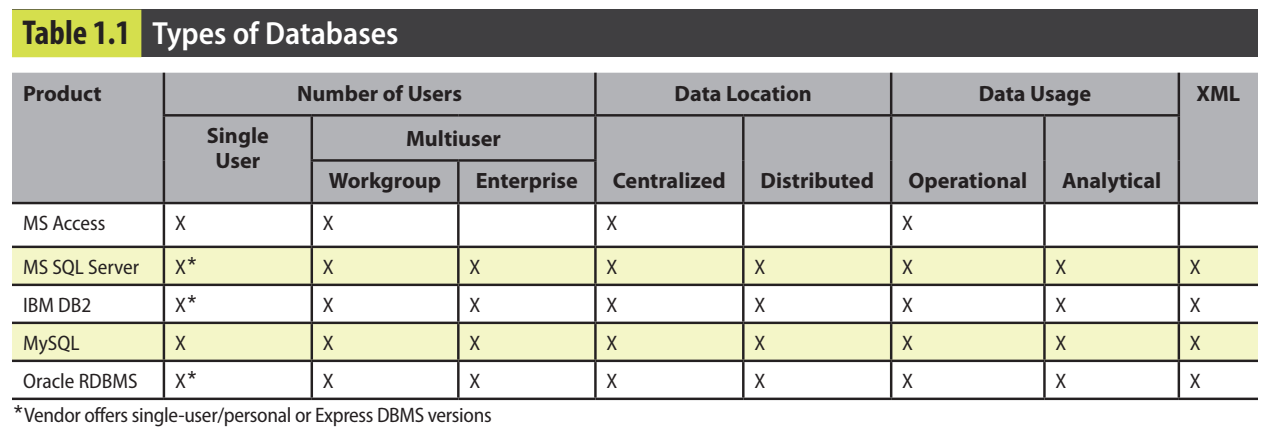 Table 1.1 Types of Databases
Product Number of Users Data Location Data Usage XML
Single User Multiuser
Workgroup Enterprise Centralized Distributed Operational Analytical
MS Access X X X X
MS SQL Server X* X X X X X X X
IBM DB2 X* X X X X X X X
MySQL X X X X X X X X
Oracle RDBMS X* X X X X X X X
*Vendor offers single-user/personal or Express DBMS versions